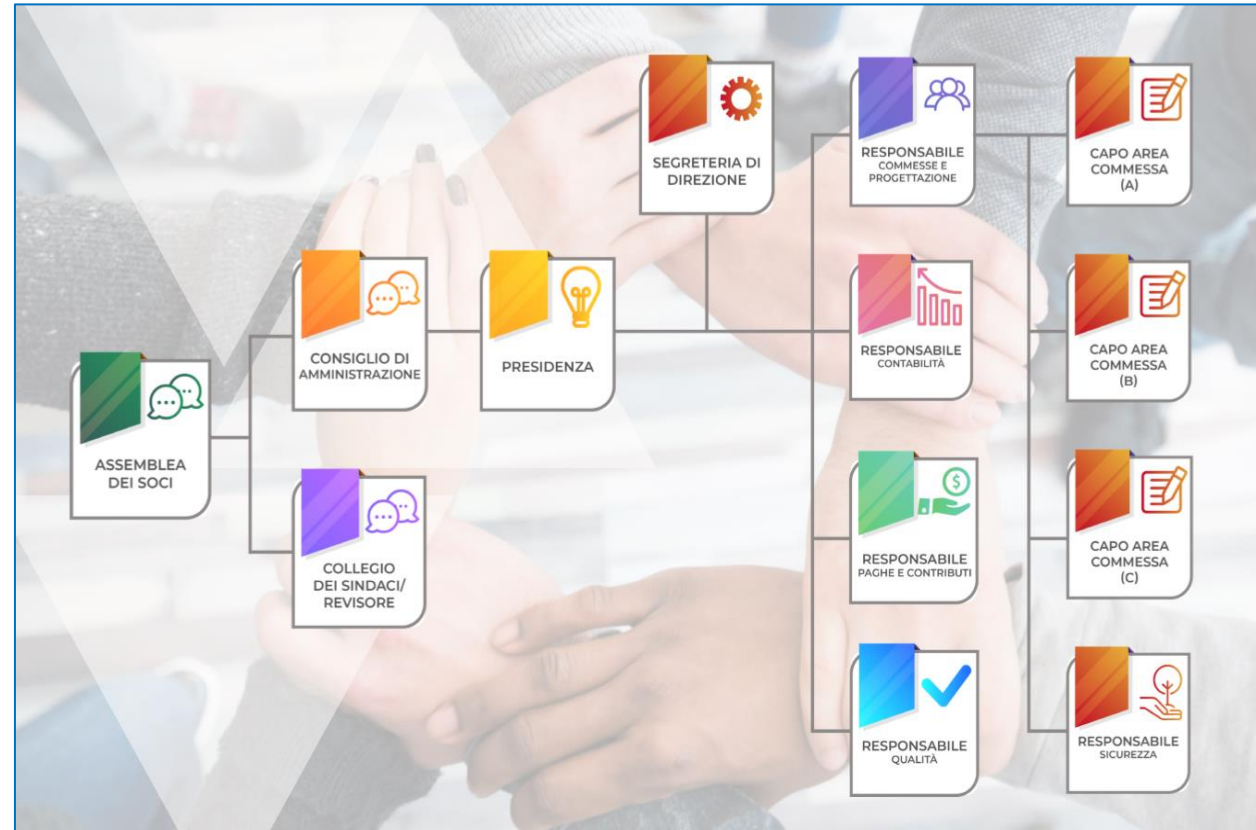 ASSEMBLEA
DEI SOCI
CONSIGLIO DI
AMMINISTRAZIONE
COLLEGIO
DEI SINDACI/
REVISORE
PRESIDENZA
SEGRETERIA DI
DIREZIONE
RESPONSABILE
COMMESSE E
PROGETTAZIONE
RESPONSABILE
CONTABILITÀ
RESPONSABILE
PAGHE E CONTRIBUTI
RESPONSABILE
QUALITÀ
CAPO AREA
COMMESSA
(A)
CAPO AREA
COMMESSA
(B)
CAPO AREA
COMMESSA
(C)
RESPONSABILE
SICUREZZA